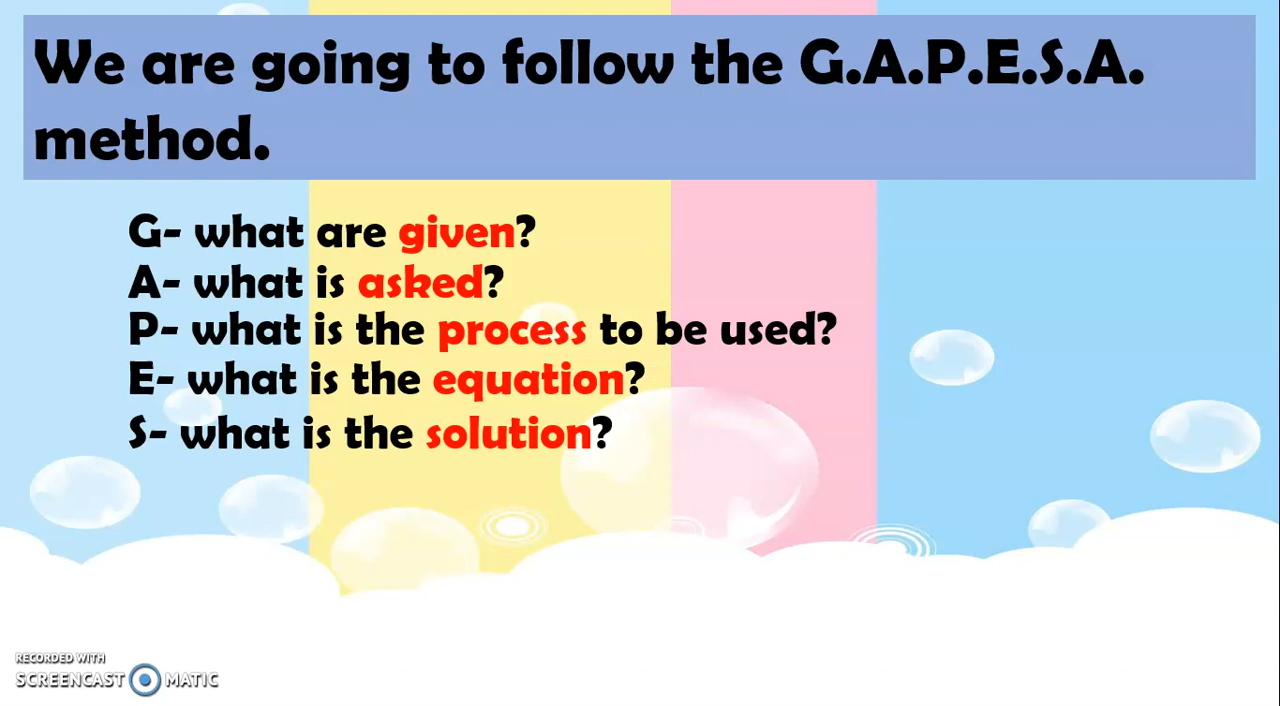 We are going to follow the G.A.P.E.S.A.
method.
G- what are given?
A- what is asked?
P- what is the process to be used?
E- what is the equation?
S- what is the solution?
RECORDED WITH
SCREENCAST MATIC